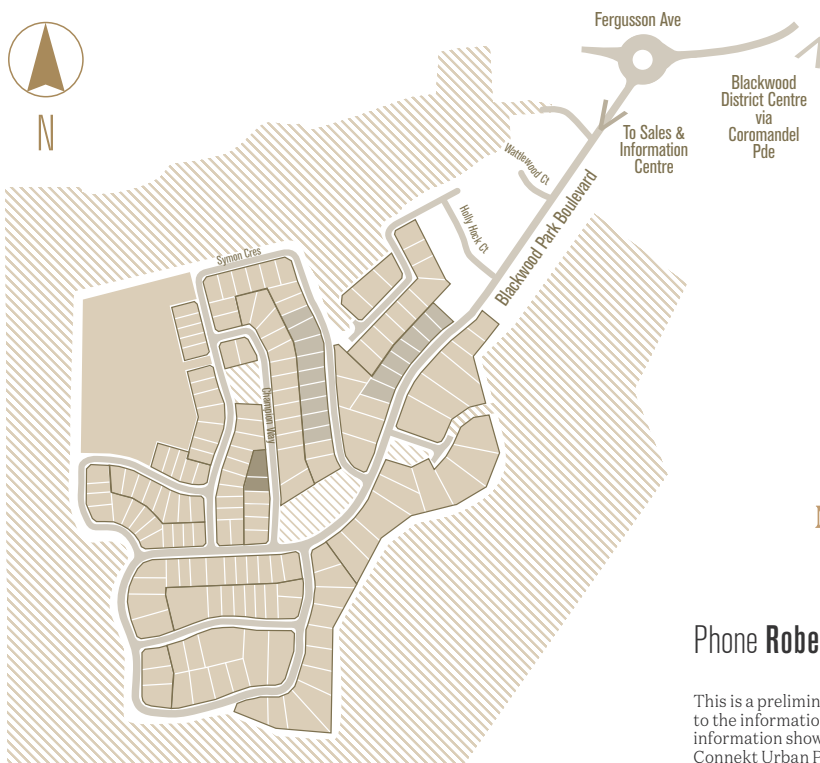 N
Fergusson Ave
Blackwood
District Centre
via
Coromandel
Pde
To Sales &
Information
Centre
Wattlewood Ct
Holly Hock Ct
Blackwood Park Boulevard
Symon Cres
Champion Way
Phone Robe
This is a prelimin
to the informatio
information show
Connekt Urban P